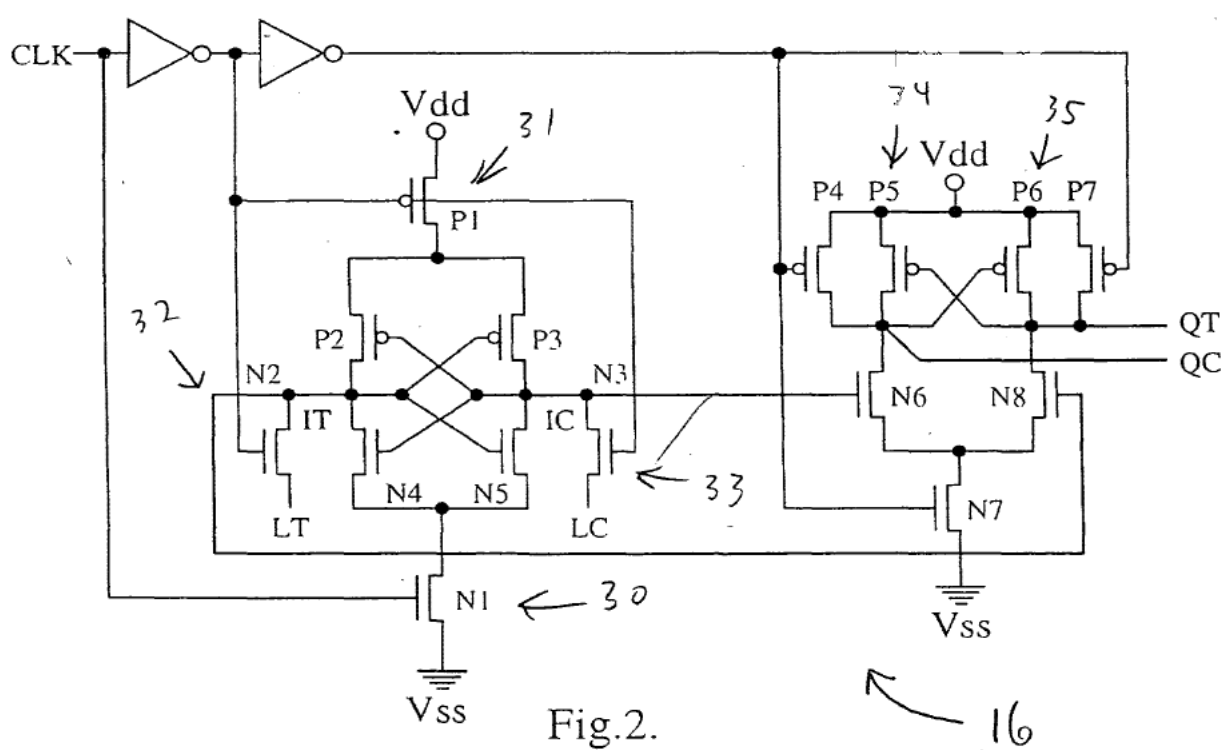 CLK
Vdd
31
P1
32
P2
P3
N2
IT
IC
N3
N4
N5
LT
LC
33
N1
30
Vss
34
35
Vdd
P4
P5
P6
P7
QT
QC
N6
N8
N7
Vss
Fig.2.
16